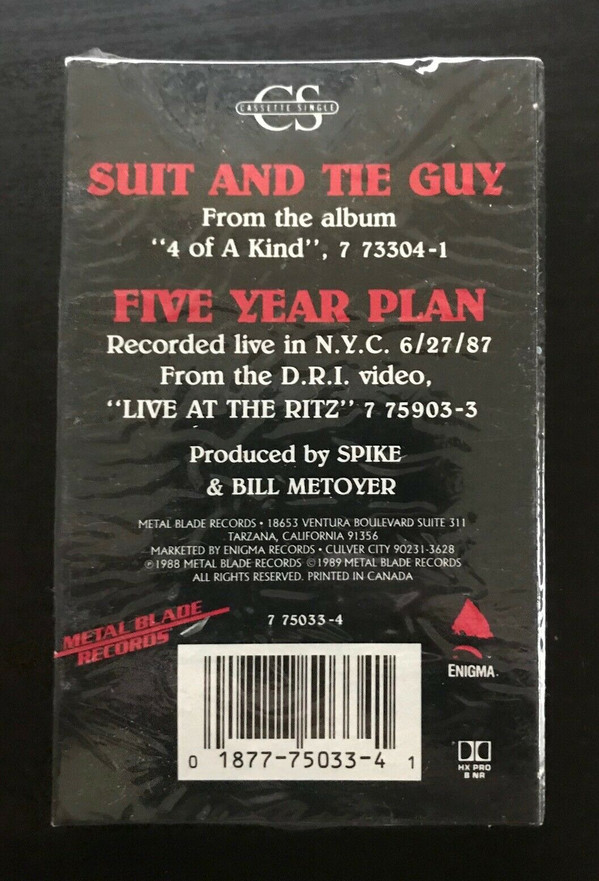 CS
CASSETTE SINGLE
SUIT AND TIE GUY
From the album
"4 of A Kind", 7 73304-1
FIVE YEAR PLAN
Recorded live in N.Y.C. 6/27/87
From the D.R.I. video,
"LIVE AT THE RITZ" 7 75903-3
Produced by SPIKE
& BILL METOYER
METAL BLADE RECORDS • 18653 VENTURA BOULEVARD SUITE 311
TARZANA, CALIFORNIA 91356
MARKETED BY ENIGMA RECORDS • CULVER CITY 90231-3628
℗ 1988 METAL BLADE RECORDS © 1989 METAL BLADE RECORDS
ALL RIGHTS RESERVED. PRINTED IN CANADA
7 75033-4
METAL BLADE
RECORDS
ENIGMA
0 1877-75033-4 1
HX PRO
B NR